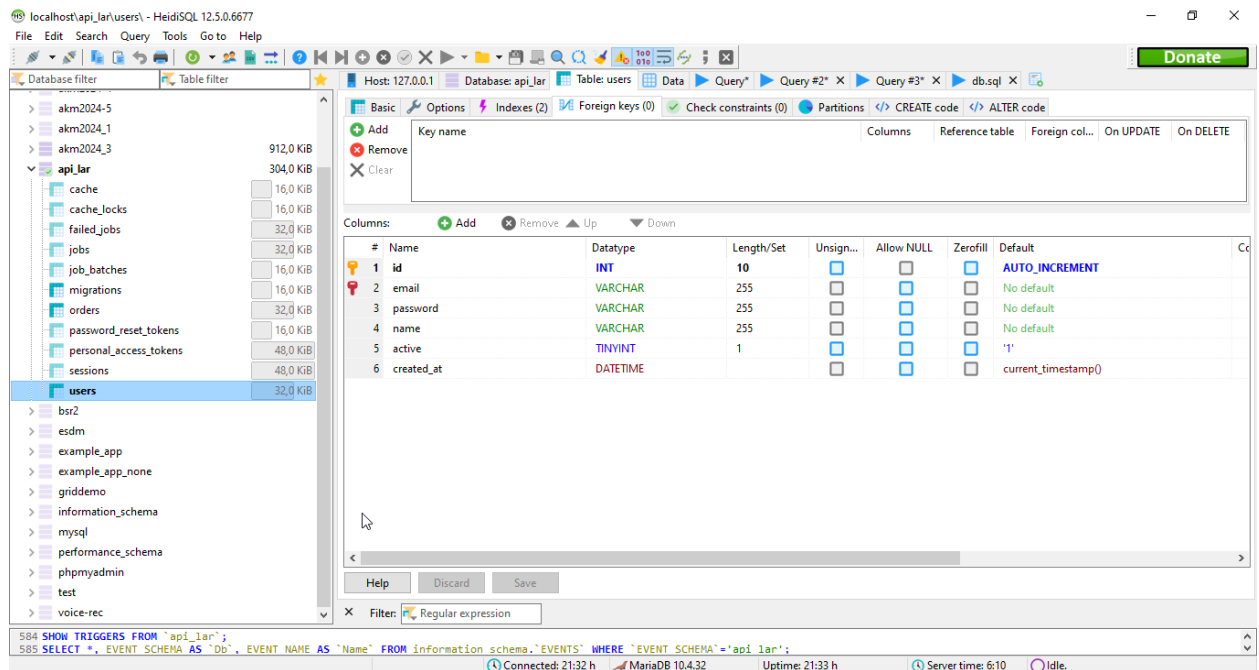 localhost\api_lar\users\ - HeidiSQL 12.5.0.6677
File Edit Search Query Tools Go to Help
Donate
Database filter Table filter
Host: 127.0.0.1 Database: api_lar Table: users Data Query* Query #2* Query #3* db.sql
akm2024-5
akm2024_1
akm2024_3 912,0 KiB
api_lar 304,0 KiB
cache 16,0 KiB
cache_locks 16,0 KiB
failed_jobs 32,0 KiB
jobs 32,0 KiB
job_batches 16,0 KiB
migrations 16,0 KiB
orders 32,0 KiB
password_reset_tokens 16,0 KiB
personal_access_tokens 48,0 KiB
sessions 48,0 KiB
users 32,0 KiB
bsr2
esdm
example_app
example_app_none
griddemo
information_schema
mysql
performance_schema
phpmyadmin
test
voice-rec
Basic Options Indexes (2) Foreign keys (0) Check constraints (0) Partitions CREATE code ALTER code
Add
Remove
Clear
Key name Columns Reference table Foreign col... On UPDATE On DELETE
Columns: Add Remove Up Down
# Name Datatype Length/Set Unsign... Allow NULL Zerofill Default Cc
1 id INT 10 AUTO_INCREMENT
2 email VARCHAR 255 No default
3 password VARCHAR 255 No default
4 name VARCHAR 255 No default
5 active TINYINT 1 '1'
6 created_at DATETIME current_timestamp()
Help Discard Save
Filter: Regular expression
584 SHOW TRIGGERS FROM `api_lar`;
585 SELECT *, EVENT_SCHEMA AS `Db`, EVENT_NAME AS `Name` FROM information_schema.`EVENTS` WHERE `EVENT_SCHEMA`='api_lar';
Connected: 21:32 h MariaDB 10.4.32 Uptime: 21:33 h Server time: 6:10 Idle.